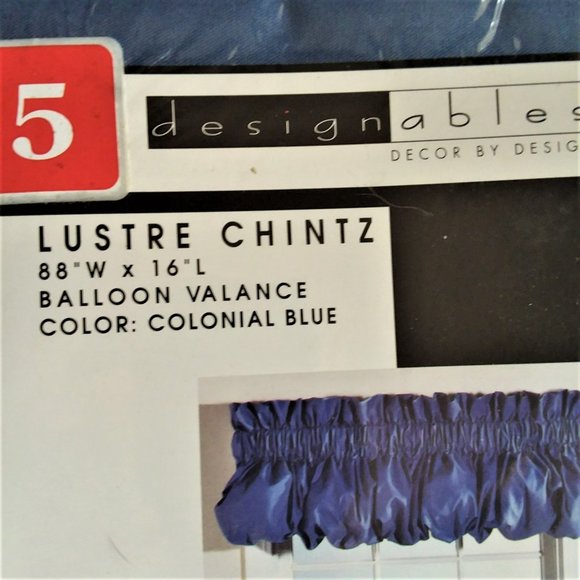 5
designables
DECOR BY DESIG
LUSTRE CHINTZ
88"W x 16"L
BALLOON VALANCE
COLOR: COLONIAL BLUE